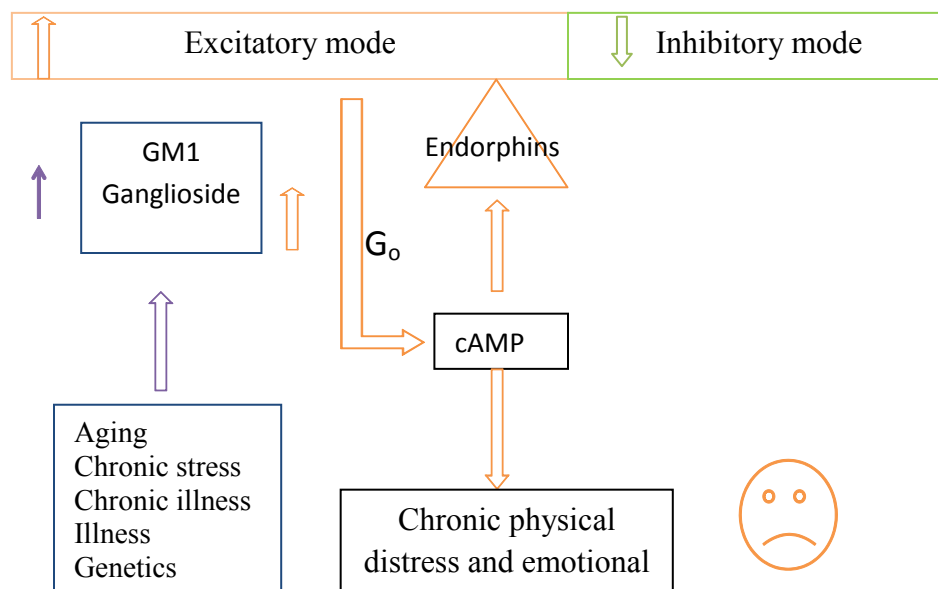 Excitatory mode
Inhibitory mode
GM1
Ganglioside
Endorphins
Go
cAMP
Aging
Chronic stress
Chronic illness
Illness
Genetics
Chronic physical
distress and emotional